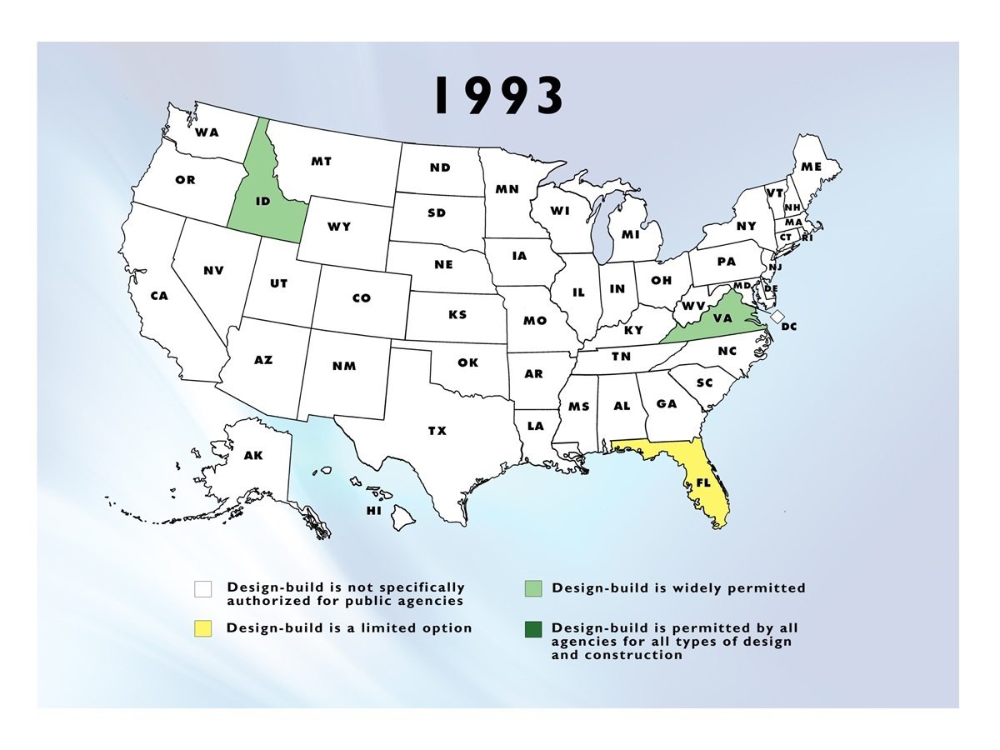 1993
WA
MT
ND
MN
ME
VT
NH
OR
ID
SD
WI
MI
NY
MA
CT
RI
WY
NE
IA
PA
NJ
NV
UT
CO
IL
IN
OH
MD
DE
CA
KS
MO
WV
VA
DC
KY
AZ
NM
OK
AR
TN
NC
SC
TX
LA
MS
AL
GA
AK
FL
HI
Design-build is not specifically
authorized for public agencies
Design-build is a limited option
Design-build is widely permitted
Design-build is permitted by all
agencies for all types of design
and construction